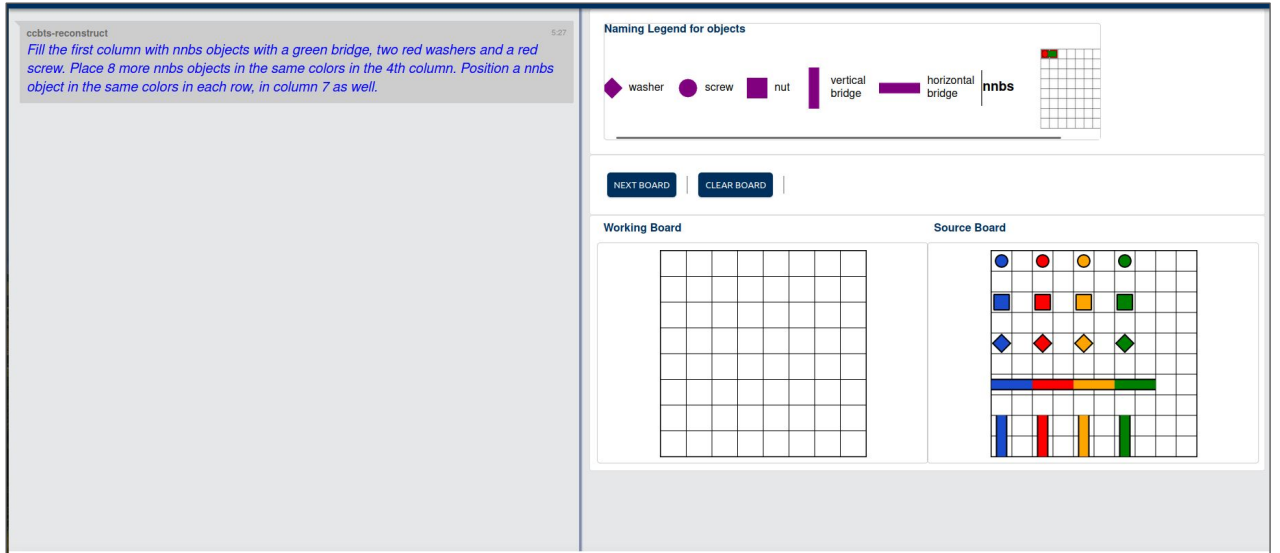 ccbts-reconstruct 5:27
Fill the first column with nnbs objects with a green bridge, two red washers and a red
screw. Place 8 more nnbs objects in the same colors in the 4th column. Position a nnbs
object in the same colors in each row, in column 7 as well.
Naming Legend for objects
washer
screw
nut
vertical
bridge
horizontal
bridge
nnbs
NEXT BOARD
CLEAR BOARD
Working Board
Source Board